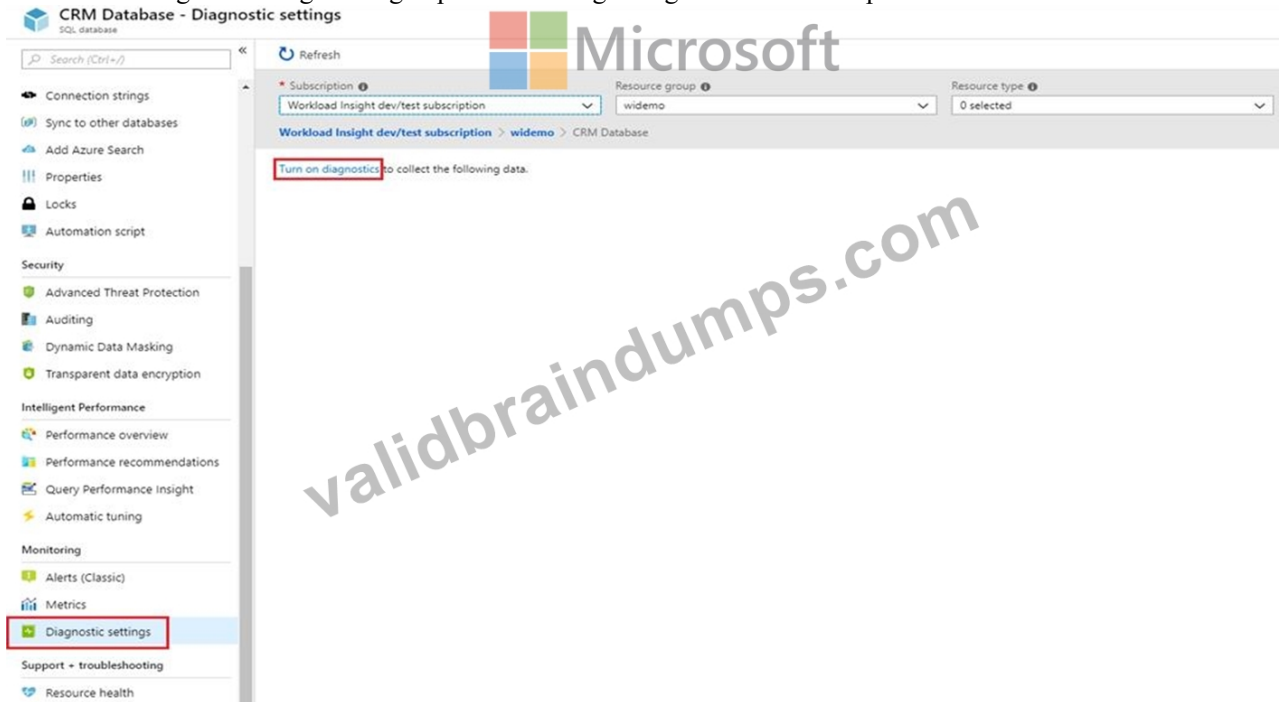 CRM Database - Diagnostic settings
SQL database
Microsoft
Search (Ctrl+/)
«
Connection strings
Sync to other databases
Add Azure Search
Properties
Locks
Automation script
Security
Advanced Threat Protection
Auditing
Dynamic Data Masking
Transparent data encryption
Intelligent Performance
Performance overview
Performance recommendations
Query Performance Insight
Automatic tuning
Monitoring
Alerts (Classic)
Metrics
Diagnostic settings
Support + troubleshooting
Resource health
Refresh
* Subscription
Workload Insight dev/test subscription
Resource group
widemo
Resource type
0 selected
Workload Insight dev/test subscription > widemo > CRM Database
Turn on diagnostics to collect the following data.
validbraindumps.com